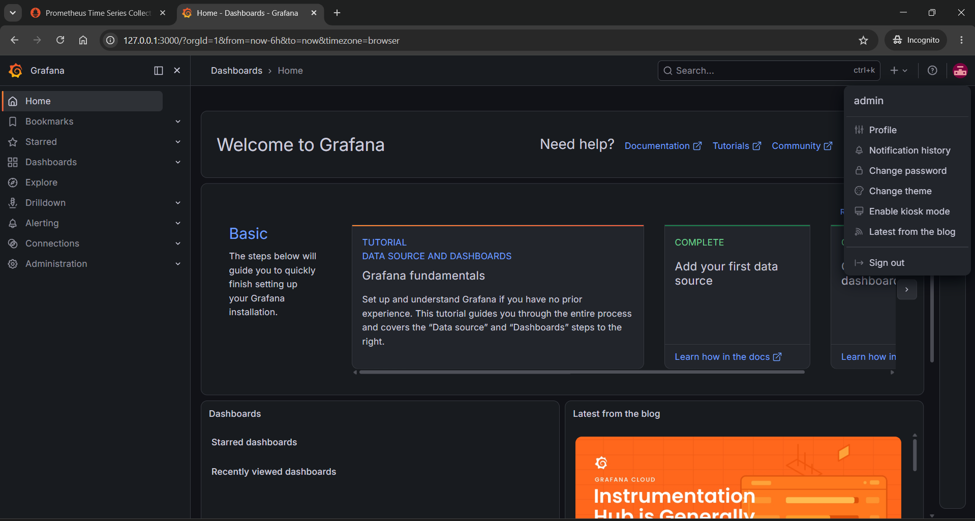 Prometheus Time Series Collect
Home - Dashboards - Grafana
127.0.0.1:3000/?orgId=1&from=now-6h&to=now&timezone=browser
Incognito
Grafana
Dashboards › Home
Search...
ctrl+k
Home
Bookmarks
Starred
Dashboards
Explore
Drilldown
Alerting
Connections
Administration
admin
Profile
Notification history
Change password
Change theme
Enable kiosk mode
Latest from the blog
Sign out
Welcome to Grafana
Need help?
Documentation
Tutorials
Community
Basic
The steps below will
guide you to quickly
finish setting up
your Grafana
installation.
TUTORIAL
DATA SOURCE AND DASHBOARDS
Grafana fundamentals
Set up and understand Grafana if you have no prior
experience. This tutorial guides you through the entire process
and covers the “Data source” and “Dashboards” steps to the
right.
COMPLETE
Add your first data
source
Learn how in the docs
dashboard
Learn how in
Dashboards
Starred dashboards
Recently viewed dashboards
Latest from the blog
GRAFANA CLOUD
Instrumentation
Hub is Generally